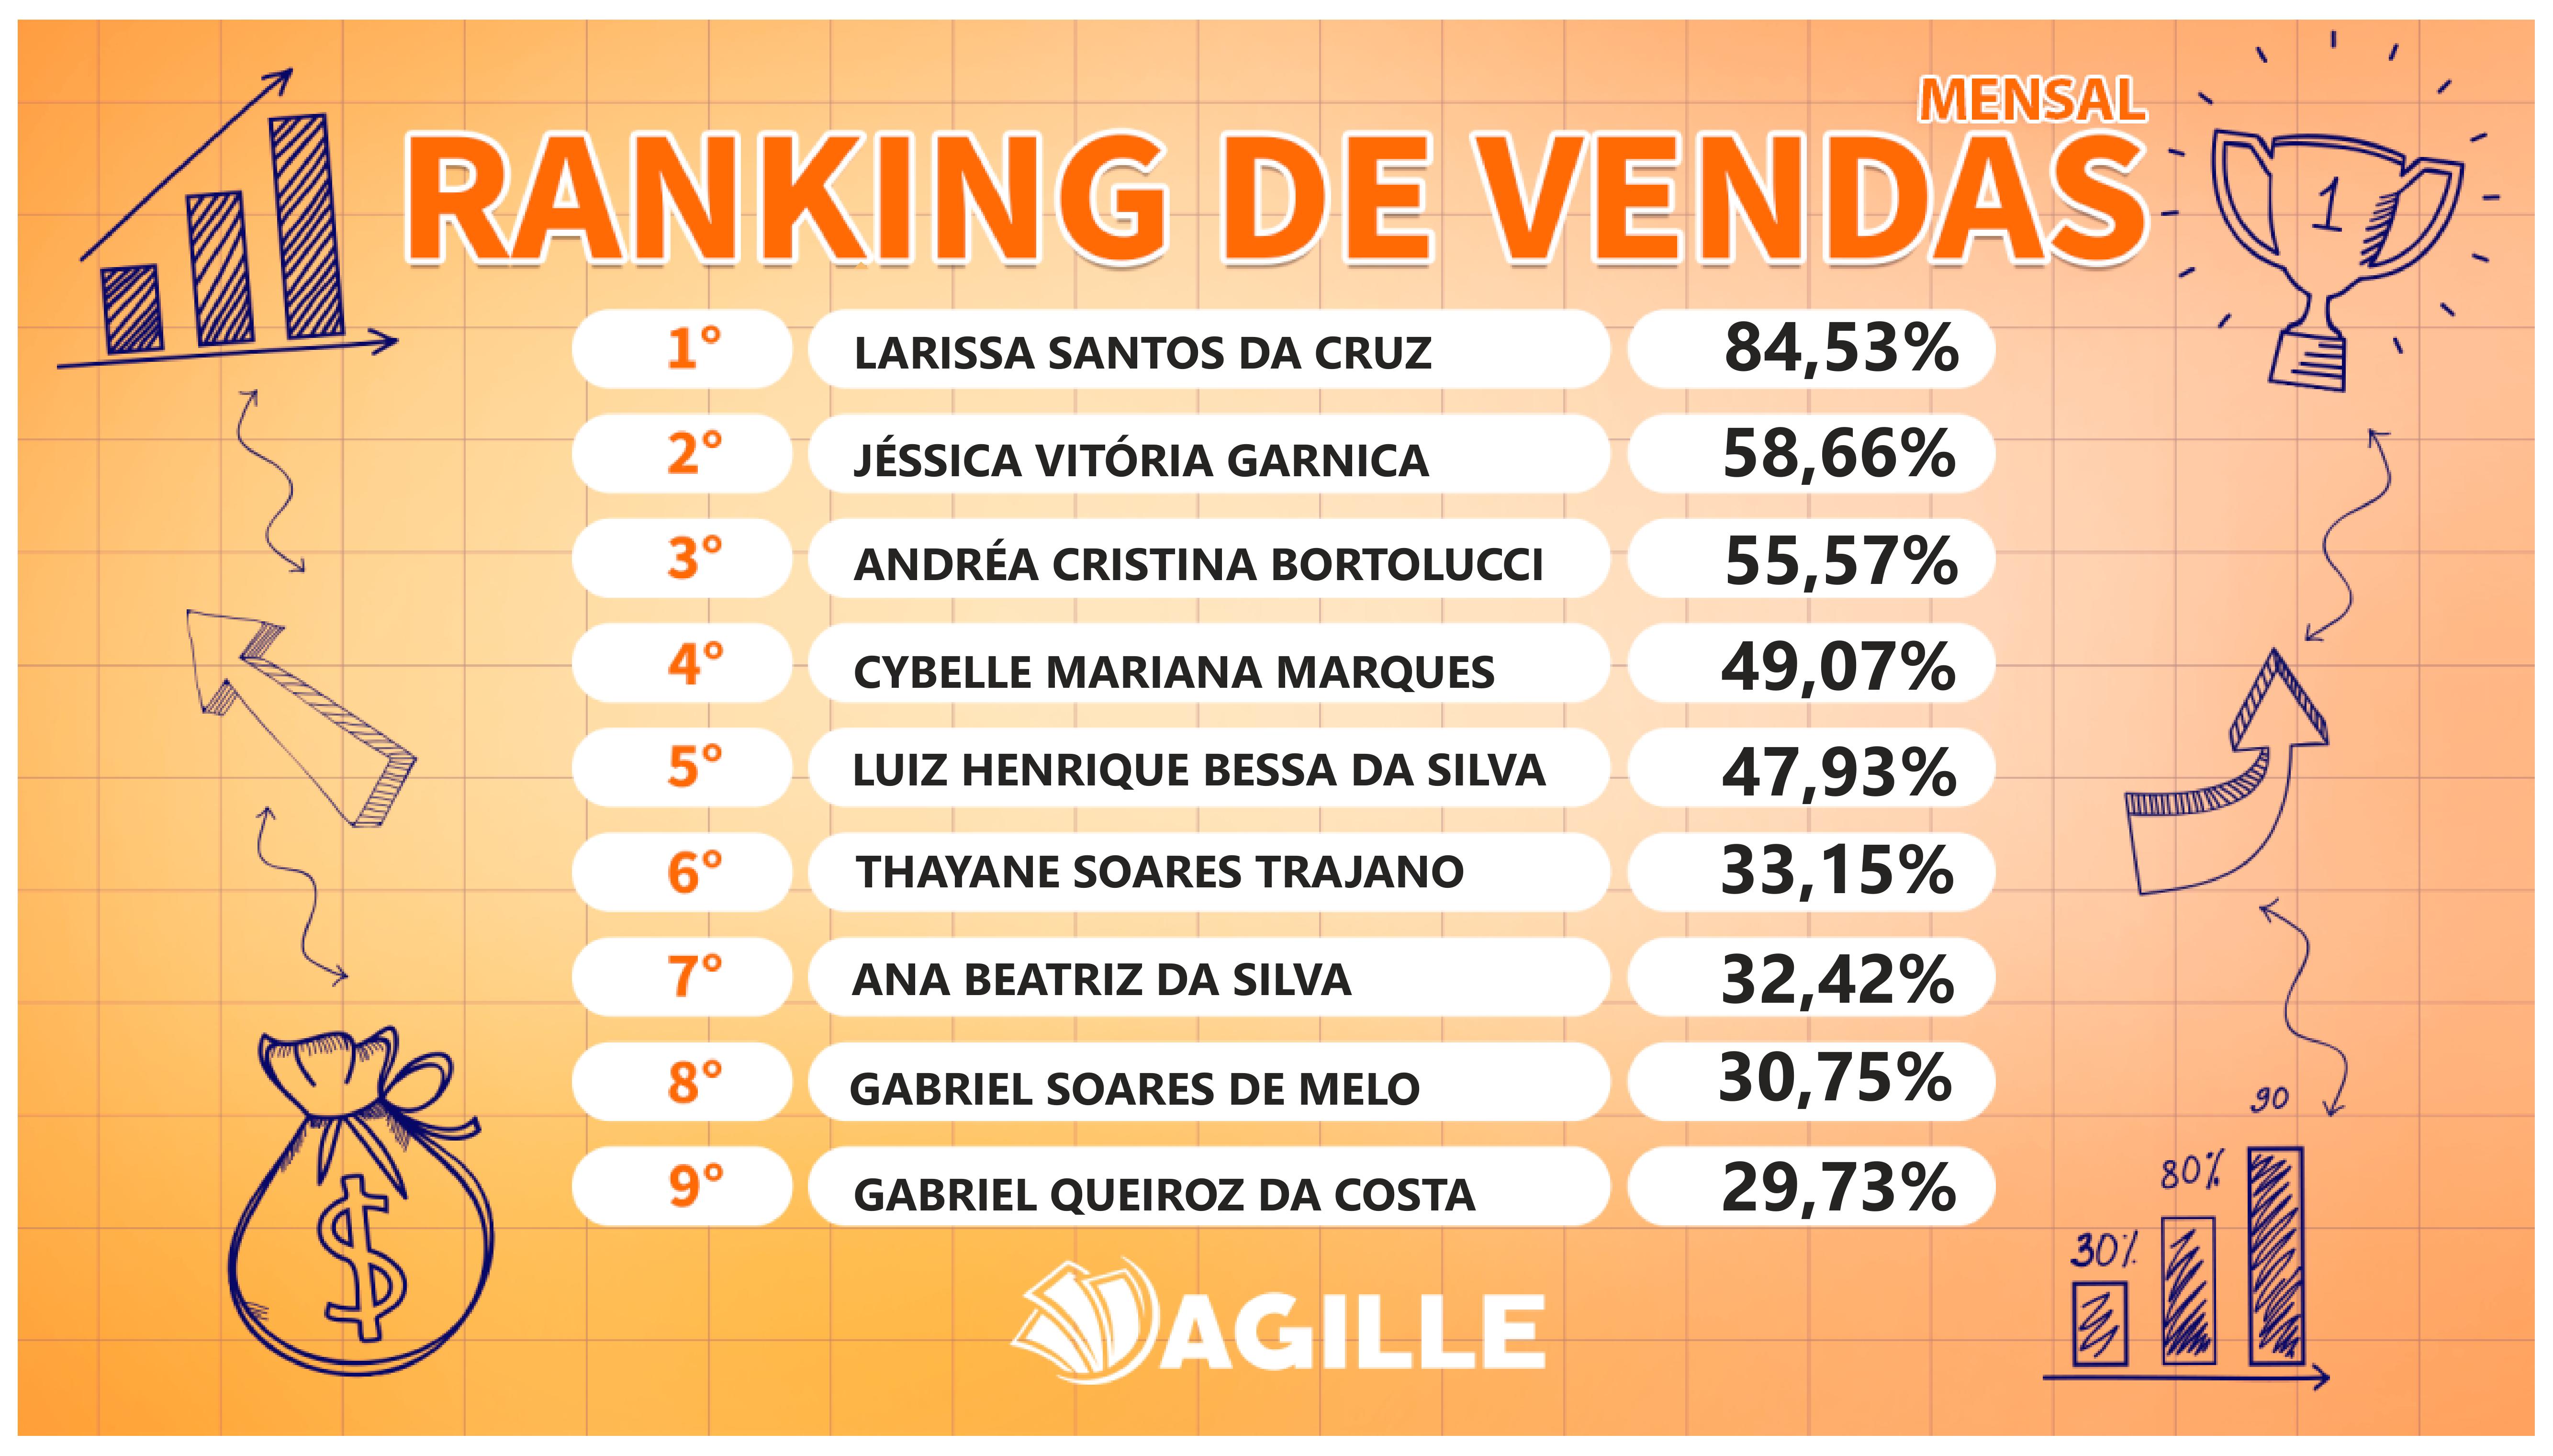 MENSAL
RANKING DE VENDAS
1
1° LARISSA SANTOS DA CRUZ 84,53%
2° JÉSSICA VITÓRIA GARNICA 58,66%
3° ANDRÉA CRISTINA BORTOLUCCI 55,57%
4° CYBELLE MARIANA MARQUES 49,07%
5° LUIZ HENRIQUE BESSA DA SILVA 47,93%
6° THAYANE SOARES TRAJANO 33,15%
7° ANA BEATRIZ DA SILVA 32,42%
8° GABRIEL SOARES DE MELO 30,75%
9° GABRIEL QUEIROZ DA COSTA 29,73%
$
90
80%
30%
AGILLE